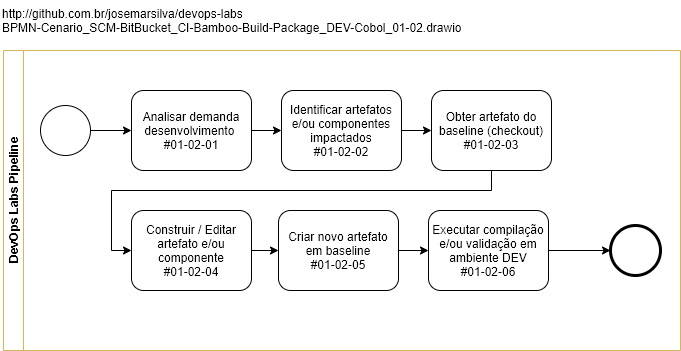 http://github.com.br/josemarsilva/devops-labs
BPMN-Cenario_SCM-BitBucket_CI-Bamboo-Build-Package_DEV-Cobol_01-02.drawio
DevOps Labs Pipeline
Analisar demanda
desenvolvimento
#01-02-01
Identificar artefatos
e/ou componentes
impactados
#01-02-02
Obter artefato do
baseline (checkout)
#01-02-03
Construir / Editar
artefato e/ou
componente
#01-02-04
Criar novo artefato
em baseline
#01-02-05
Executar compilação
e/ou validação em
ambiente DEV
#01-02-06